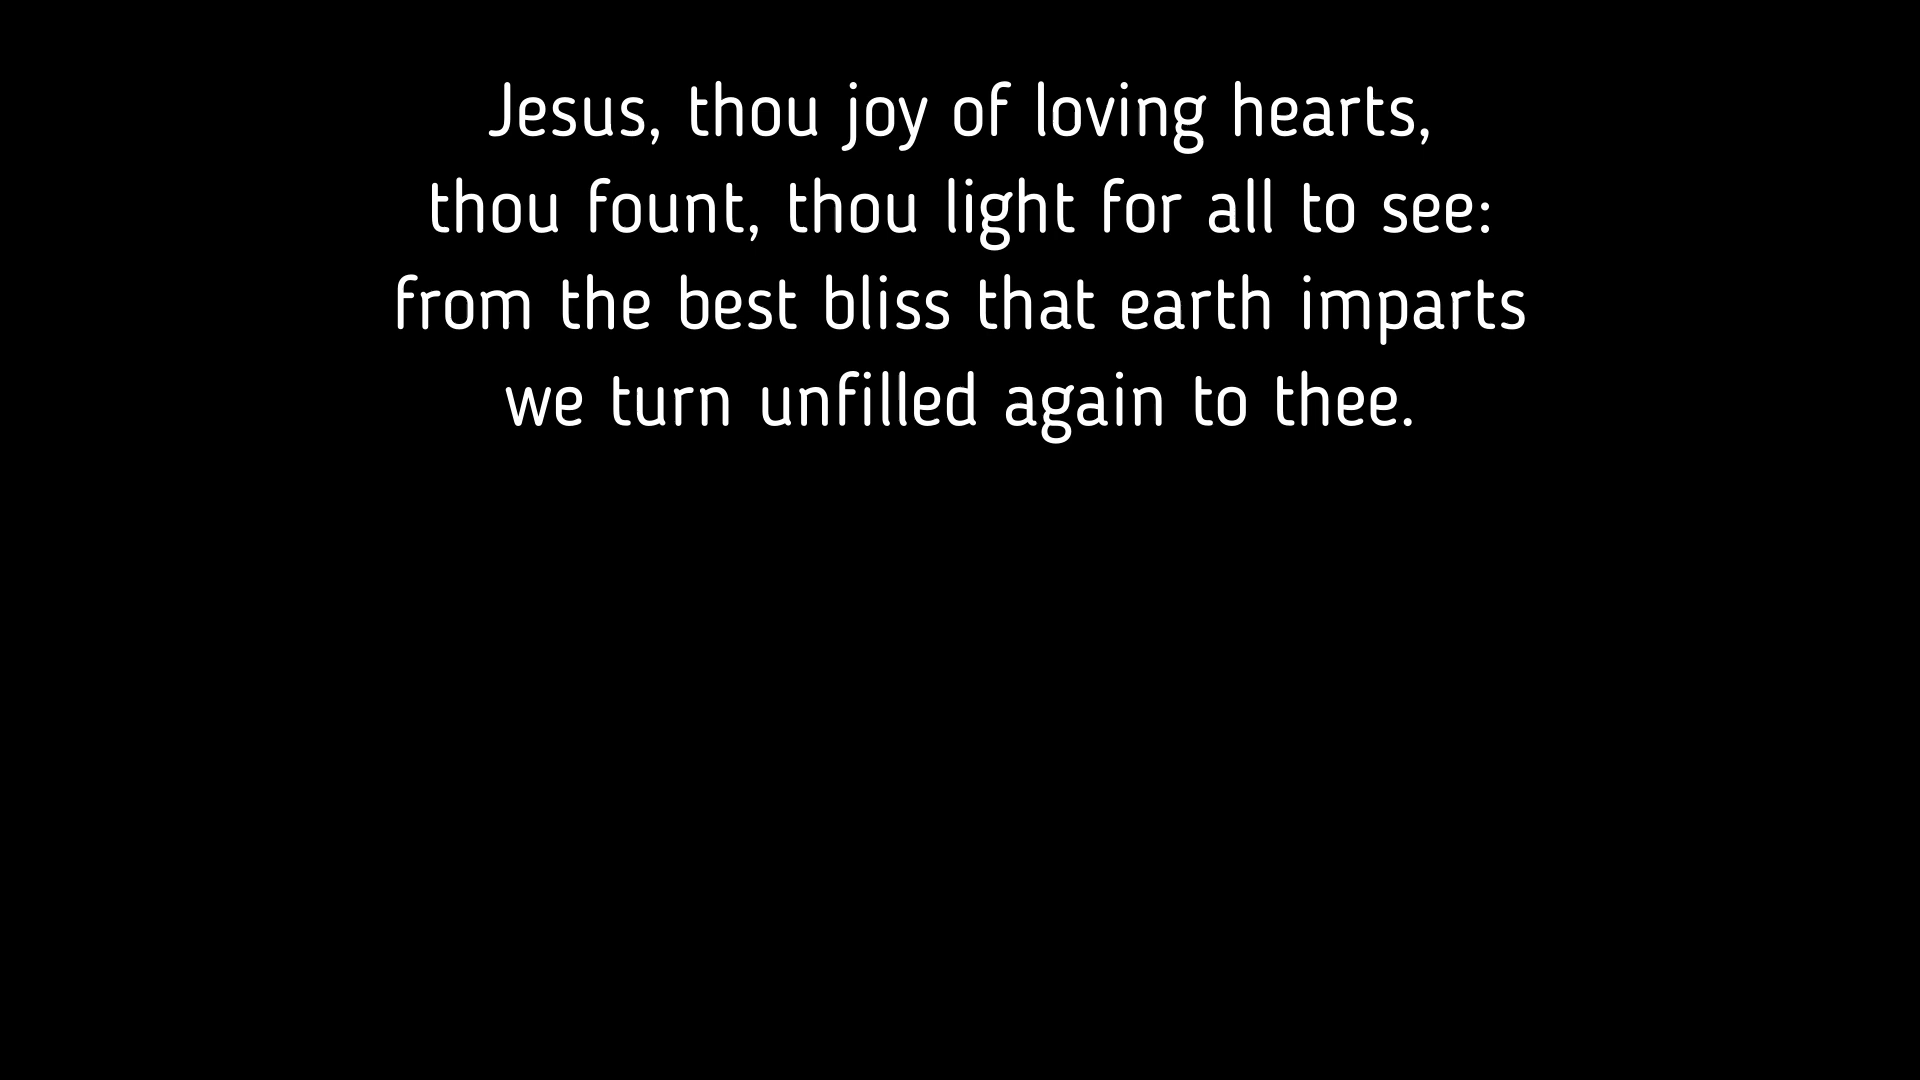 Jesus, thou joy of loving hearts,
thou fount, thou light for all to see:
from the best bliss that earth imparts
we turn unfilled again to thee.